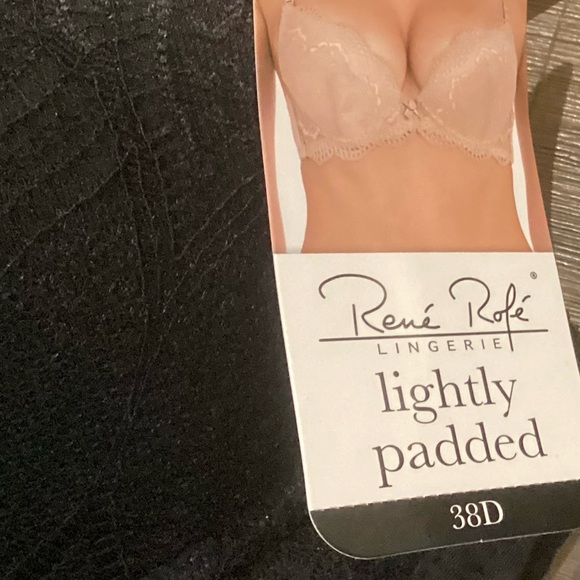 René Rofé®
LINGERIE
lightly
padded
38D